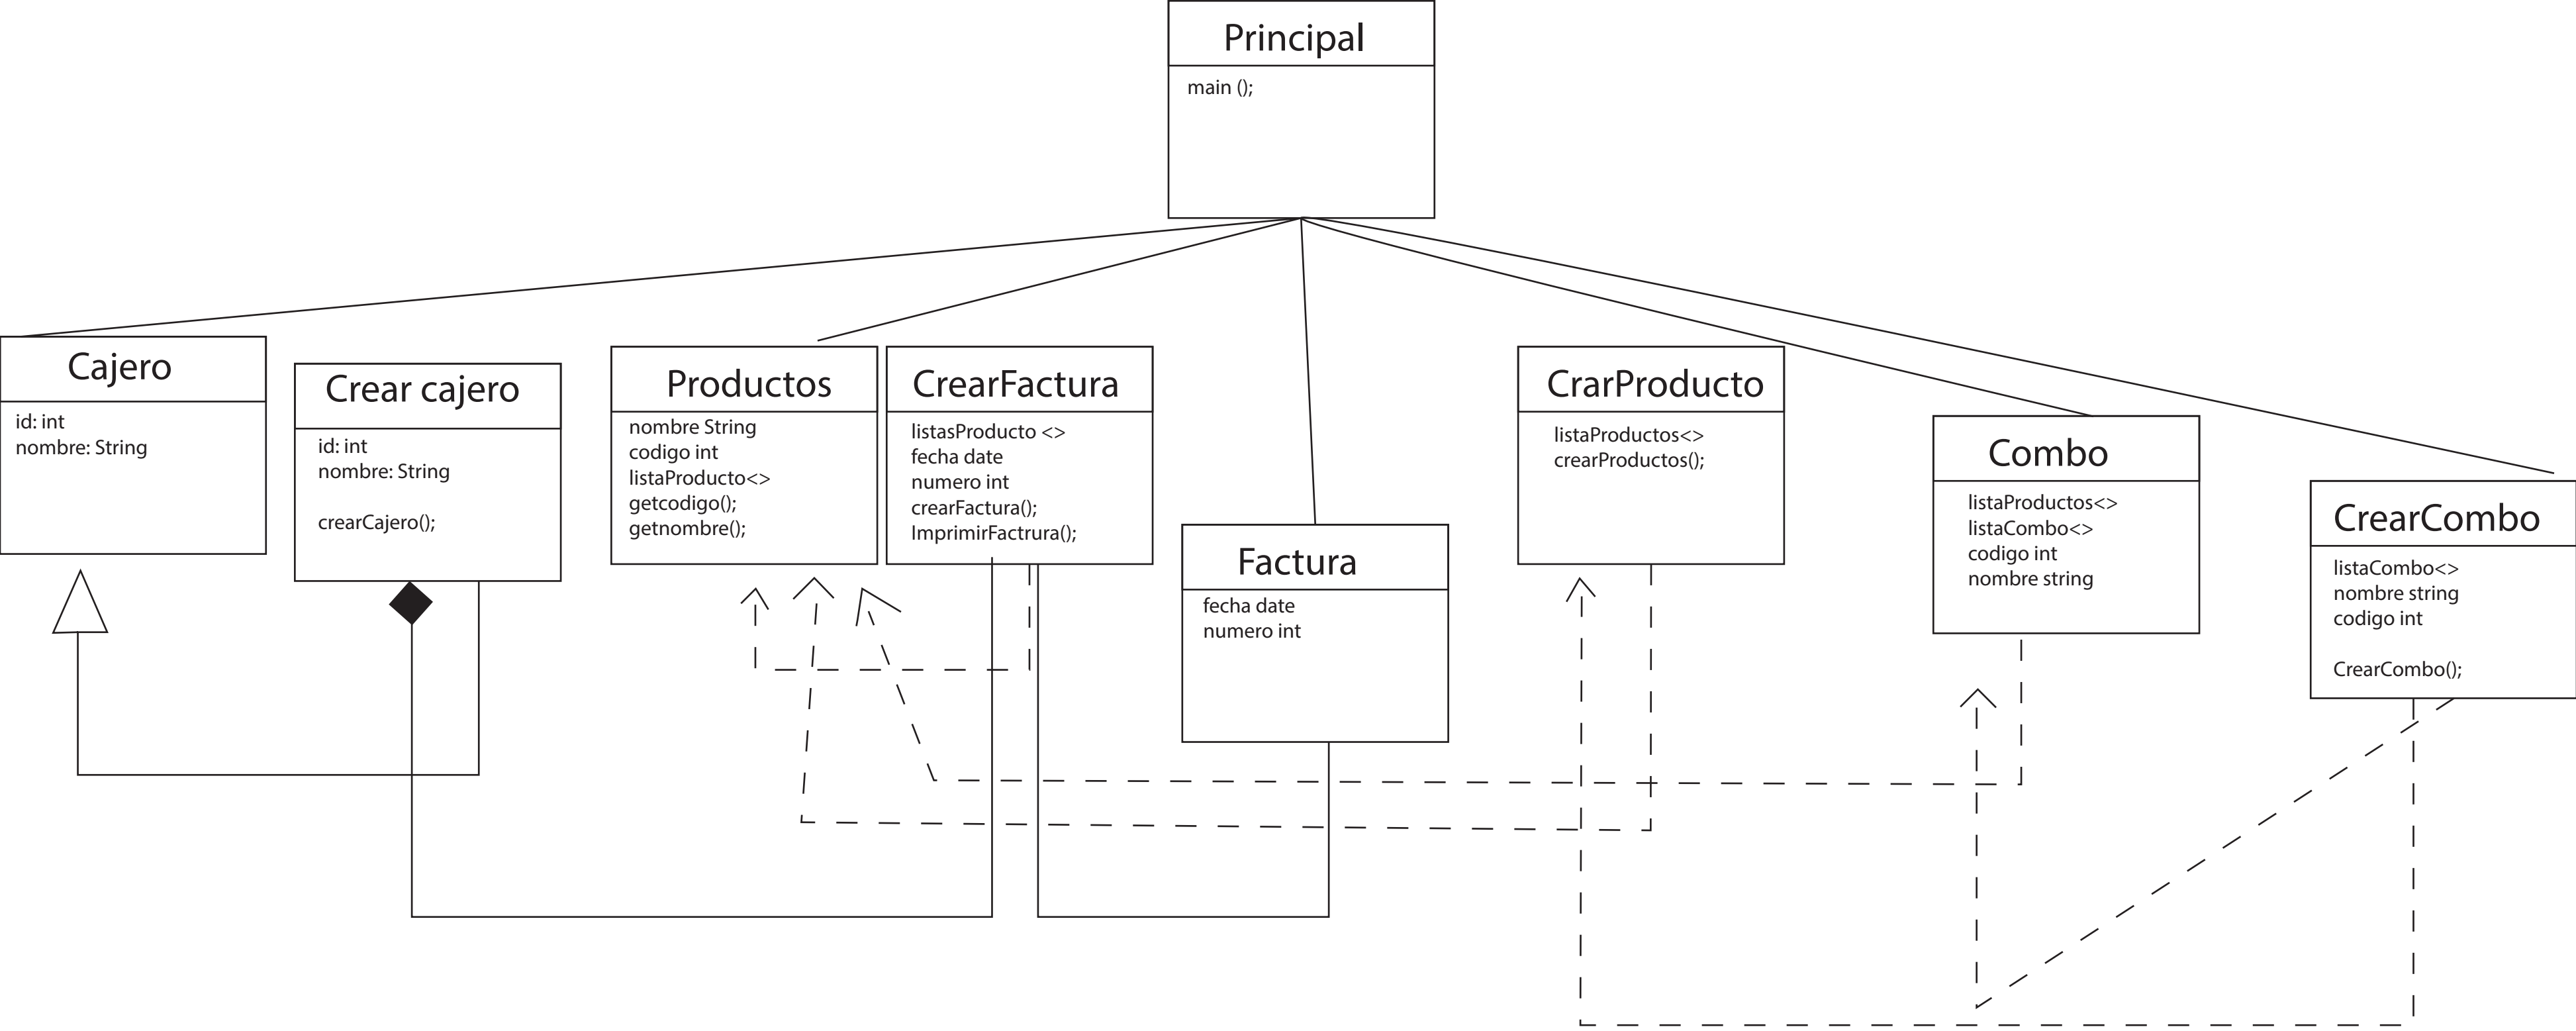 Principal
main ();
Cajero
id: int
nombre: String
Crear cajero
id: int
nombre: String
crearCajero();
Productos
nombre String
codigo int
listaProducto<>
getcodigo();
getnombre();
CrearFactura
listasProducto <>
fecha date
numero int
crearFactura();
ImprimirFactrura();
Factura
fecha date
numero int
CrarProducto
listaProductos<>
crearProductos();
Combo
listaProductos<>
listaCombo<>
codigo int
nombre string
CrearCombo
listaCombo<>
nombre string
codigo int
CrearCombo();